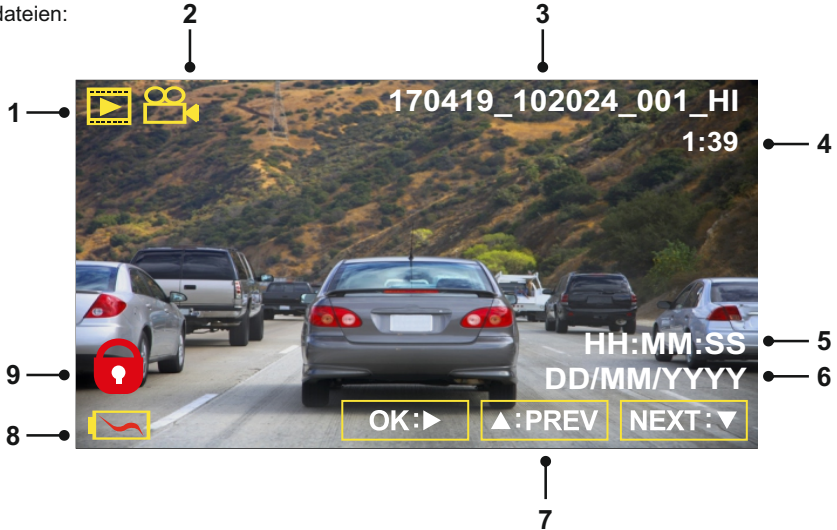 dateien:
2
3
1
170419_102024_001_HI
1:39
4
HH:MM:SS
5
9
DD/MM/YYYY
6
8
OK:▶
▲:PREV
NEXT:▼
7